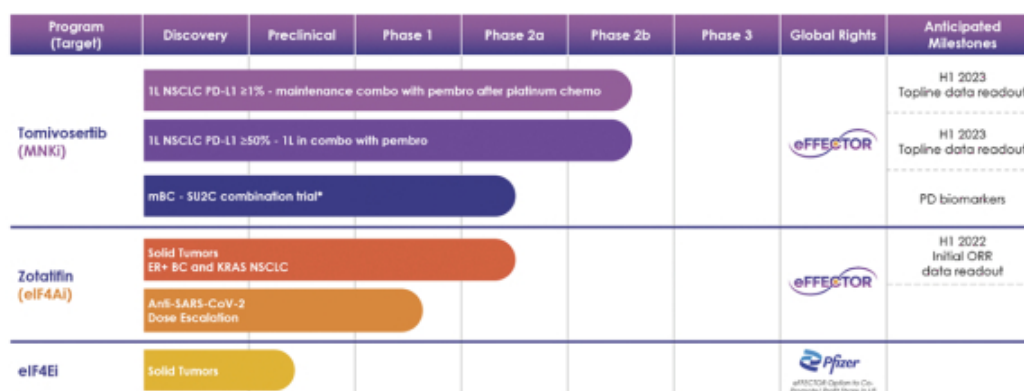 Program
(Target)
Discovery
Preclinical
Phase 1
Phase 2a
Phase 2b
Phase 3
Global Rights
Anticipated
Milestones
Tomivosertib
(MNKi)
1L NSCLC PD-L1 ≥1% - maintenance combo with pembro after platinum chemo
H1 2023
Topline data readout
1L NSCLC PD-L1 ≥50% - 1L in combo with pembro
eFFECTOR
H1 2023
Topline data readout
mBC - SU2C combination trial*
PD biomarkers
Zotatifin
(eIF4Ai)
Solid Tumors
ER+ BC and KRAS NSCLC
eFFECTOR
H1 2022
Initial ORR
data readout
Anti-SARS-CoV-2
Dose Escalation
eIF4Ei
Solid Tumors
Pfizer
eFFECTOR Option to Co-